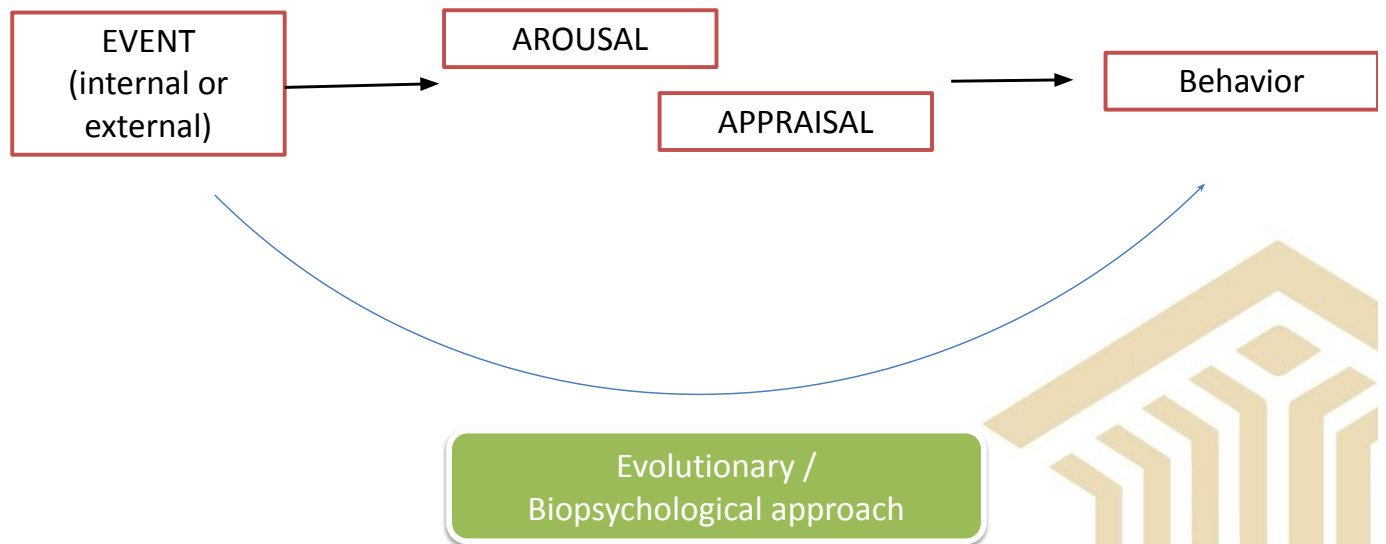 EVENT
(internal or
external)
AROUSAL
APPRAISAL
Behavior
Evolutionary /
Biopsychological approach